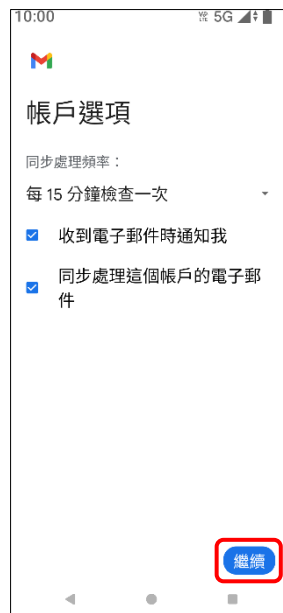 10:00 VoLTE 5G
帳戶選項
同步處理頻率：
每 15 分鐘檢查一次
收到電子郵件時通知我
同步處理這個帳戶的電子郵
件
繼續